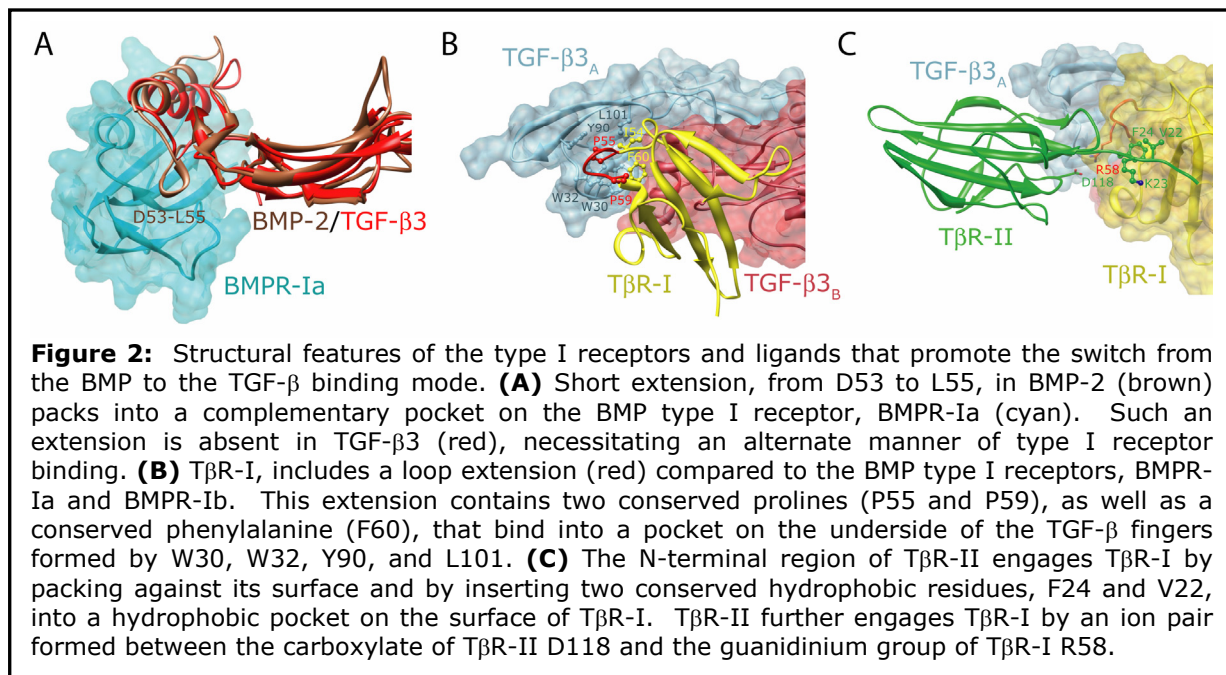 A
B
C
D53-L55
BMP-2/TGF-β3
BMPR-Ia
TGF-β3A
L101
Y90
I54
P55
F60
W32
W30
P59
TβR-I
TGF-β3B
TGF-β3A
F24
V22
R58
D118
K23
TβR-II
TβR-I
Figure 2: Structural features of the type I receptors and ligands that promote the switch from
the BMP to the TGF-β binding mode. (A) Short extension, from D53 to L55, in BMP-2 (brown)
packs into a complementary pocket on the BMP type I receptor, BMPR-Ia (cyan). Such an
extension is absent in TGF-β3 (red), necessitating an alternate manner of type I receptor
binding. (B) TβR-I, includes a loop extension (red) compared to the BMP type I receptors, BMPR-
Ia and BMPR-Ib. This extension contains two conserved prolines (P55 and P59), as well as a
conserved phenylalanine (F60), that bind into a pocket on the underside of the TGF-β fingers
formed by W30, W32, Y90, and L101. (C) The N-terminal region of TβR-II engages TβR-I by
packing against its surface and by inserting two conserved hydrophobic residues, F24 and V22,
into a hydrophobic pocket on the surface of TβR-I. TβR-II further engages TβR-I by an ion pair
formed between the carboxylate of TβR-II D118 and the guanidinium group of TβR-I R58.